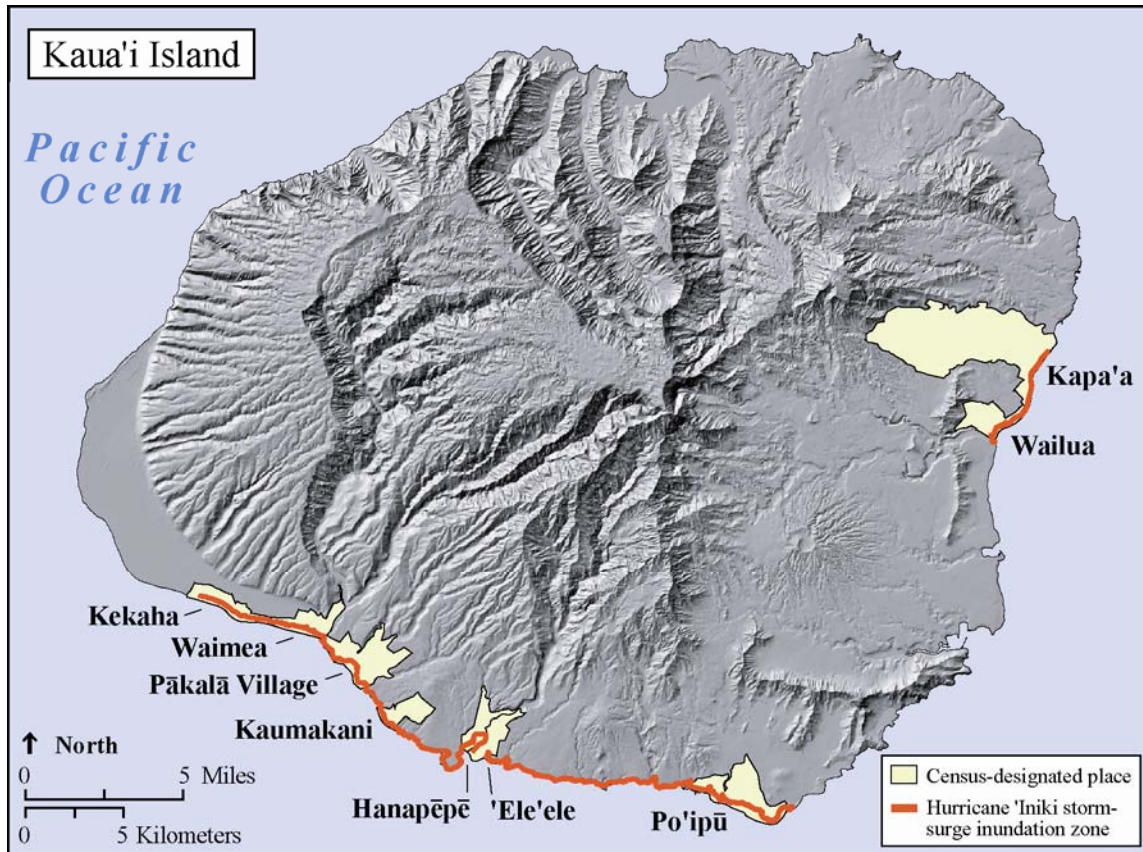 Kaua'i Island
Pacific
Ocean
Kapa'a
Wailua
Kekaha
Waimea
Pākalā Village
Kaumakani
Hanapēpē
'Ele'ele
Po'ipū
North
0 5 Miles
0 5 Kilometers
Census-designated place
Hurricane 'Iniki storm-
surge inundation zone